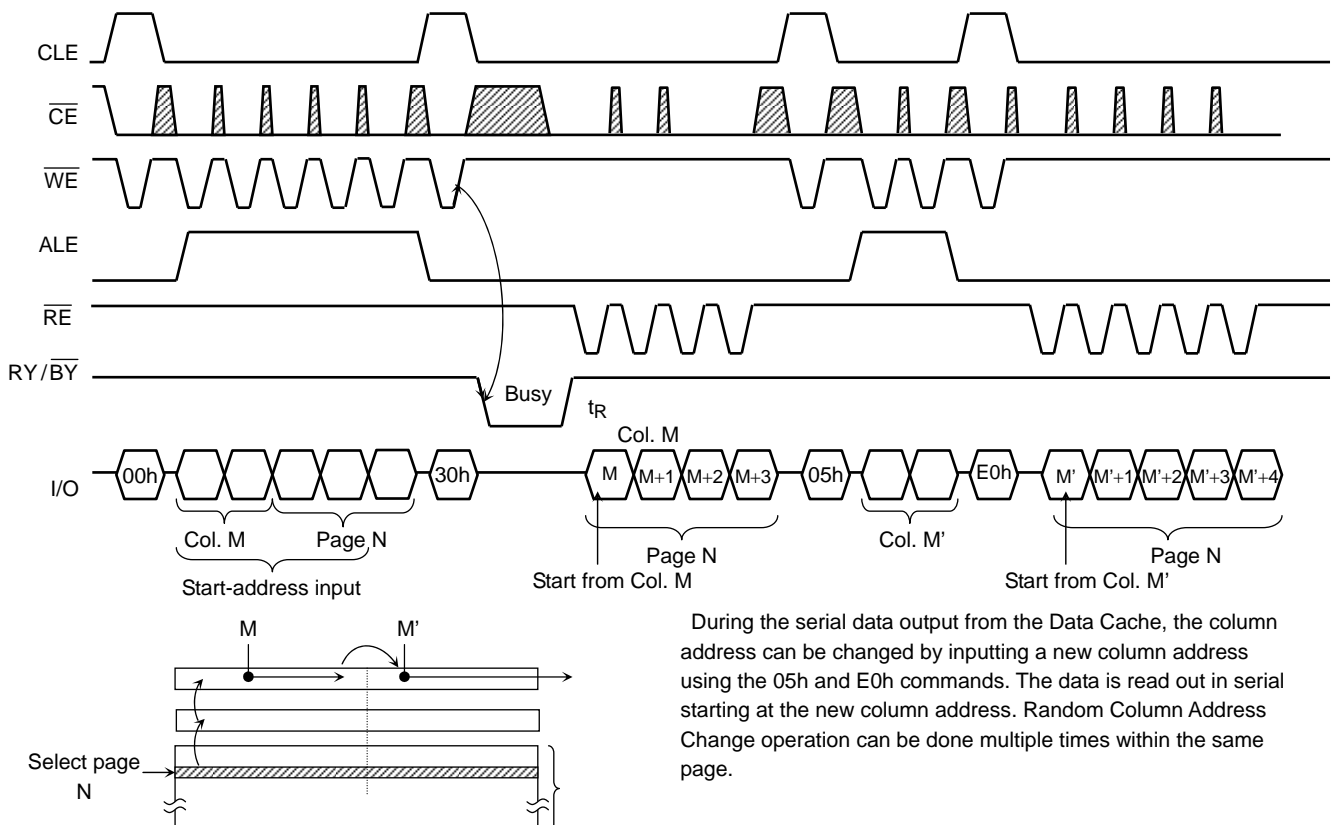 CLE
CE
WE
ALE
RE
RY/BY
Busy
tR
Col. M
I/O
00h
30h
M M+1 M+2 M+3
05h
E0h
M' M'+1 M'+2 M'+3 M'+4
Col. M
Page N
Start-address input
Page N
Start from Col. M
Col. M'
Page N
Start from Col. M’
M
M’
Select page
N
During the serial data output from the Data Cache, the column
address can be changed by inputting a new column address
using the 05h and E0h commands. The data is read out in serial
starting at the new column address. Random Column Address
Change operation can be done multiple times within the same
page.